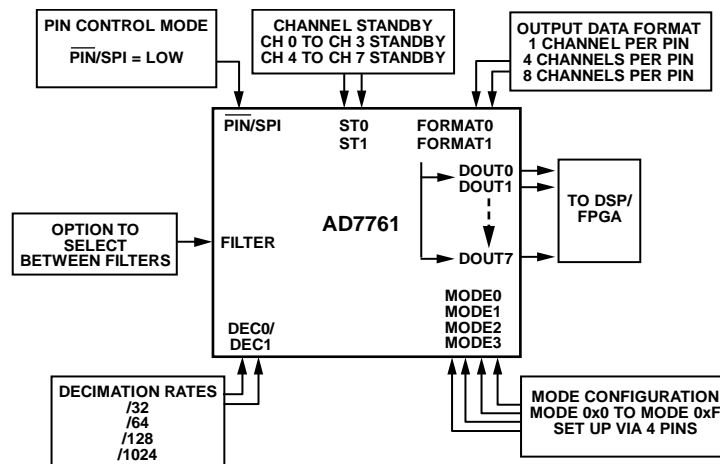 PIN CONTROL MODE
PIN/SPI = LOW
CHANNEL STANDBY
CH 0 TO CH 3 STANDBY
CH 4 TO CH 7 STANDBY
OUTPUT DATA FORMAT
1 CHANNEL PER PIN
4 CHANNELS PER PIN
8 CHANNELS PER PIN
PIN/SPI
ST0
ST1
FORMAT0
FORMAT1
DOUT0
DOUT1
DOUT7
TO DSP/
FPGA
AD7761
OPTION TO
SELECT
BETWEEN FILTERS
FILTER
DEC0/
DEC1
MODE0
MODE1
MODE2
MODE3
DECIMATION RATES
/32
/64
/128
/1024
MODE CONFIGURATION
MODE 0x0 TO MODE 0xF
SET UP VIA 4 PINS